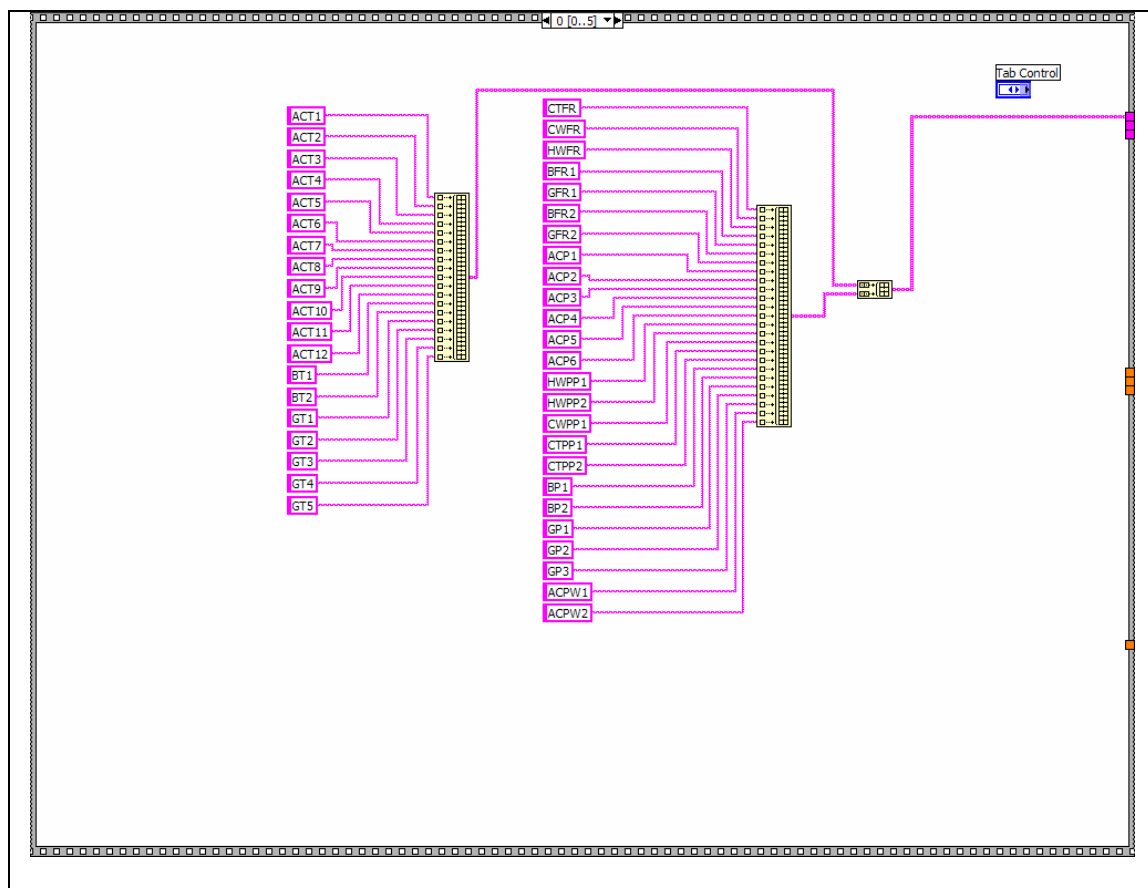 0 [0..5]
Tab Control
ACT1
ACT2
ACT3
ACT4
ACT5
ACT6
ACT7
ACT8
ACT9
ACT10
ACT11
ACT12
BT1
BT2
GT1
GT2
GT3
GT4
GT5
CTFR
CWFR
HWFR
BFR1
GFR1
BFR2
GFR2
ACP1
ACP2
ACP3
ACP4
ACP5
ACP6
HWPP1
HWPP2
CWPP1
CTPP1
CTPP2
BP1
BP2
GP1
GP2
GP3
ACPW1
ACPW2